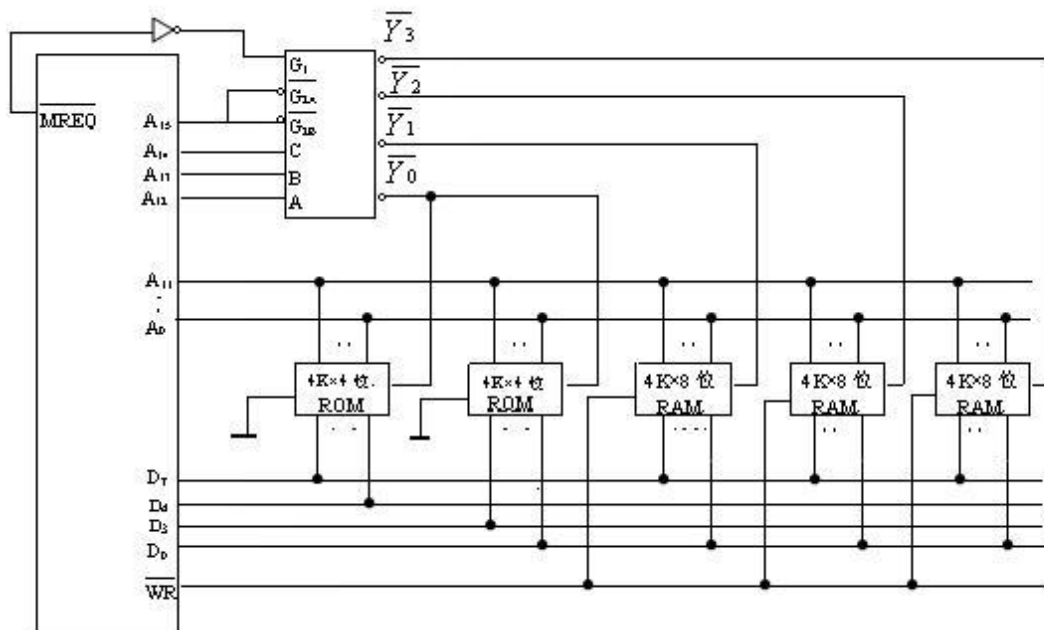 Y3
G1
Y2
G2A
MREQ
A15
G2B
Y1
A14
C
A13
B
Y0
A12
A
A11
A0
4K×4 位
ROM
4K×4 位
ROM
4K×8 位
RAM
4K×8 位
RAM
4K×8 位
RAM
D7
D4
D3
D0
WR